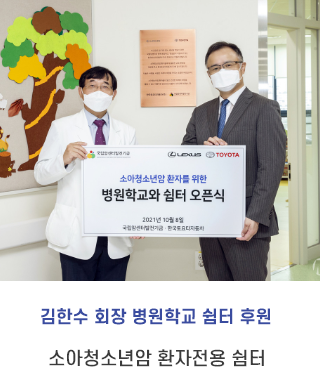 국립암센터발전기금
LEXUS TOYOTA
소아청소년암 환자를 위한
병원학교와 쉼터 오픈식
2021년 10월 8일
국립암센터발전기금 · 한국토요타자동차
김한수 회장 병원학교 쉼터 후원
소아청소년암 환자전용 쉼터